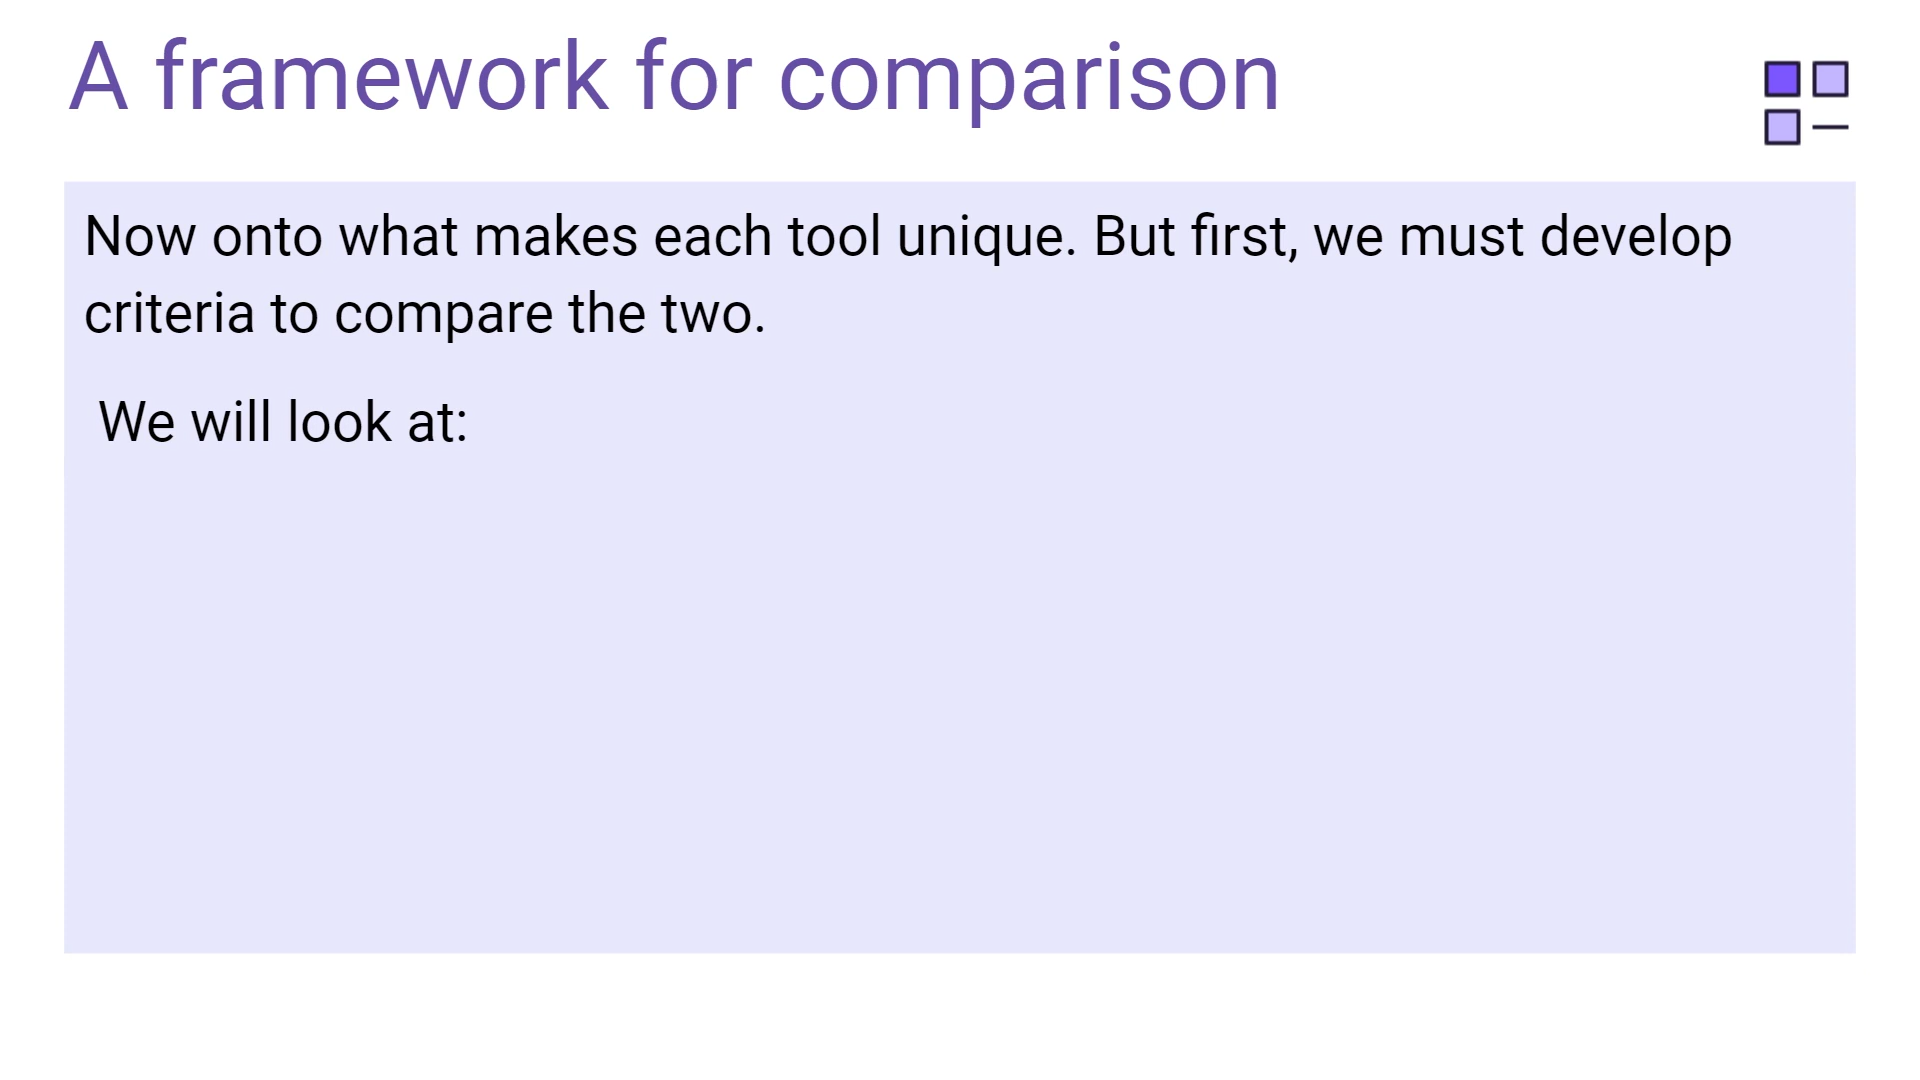 A framework for comparison
Now onto what makes each tool unique. But first, we must develop
criteria to compare the two.
We will look at: